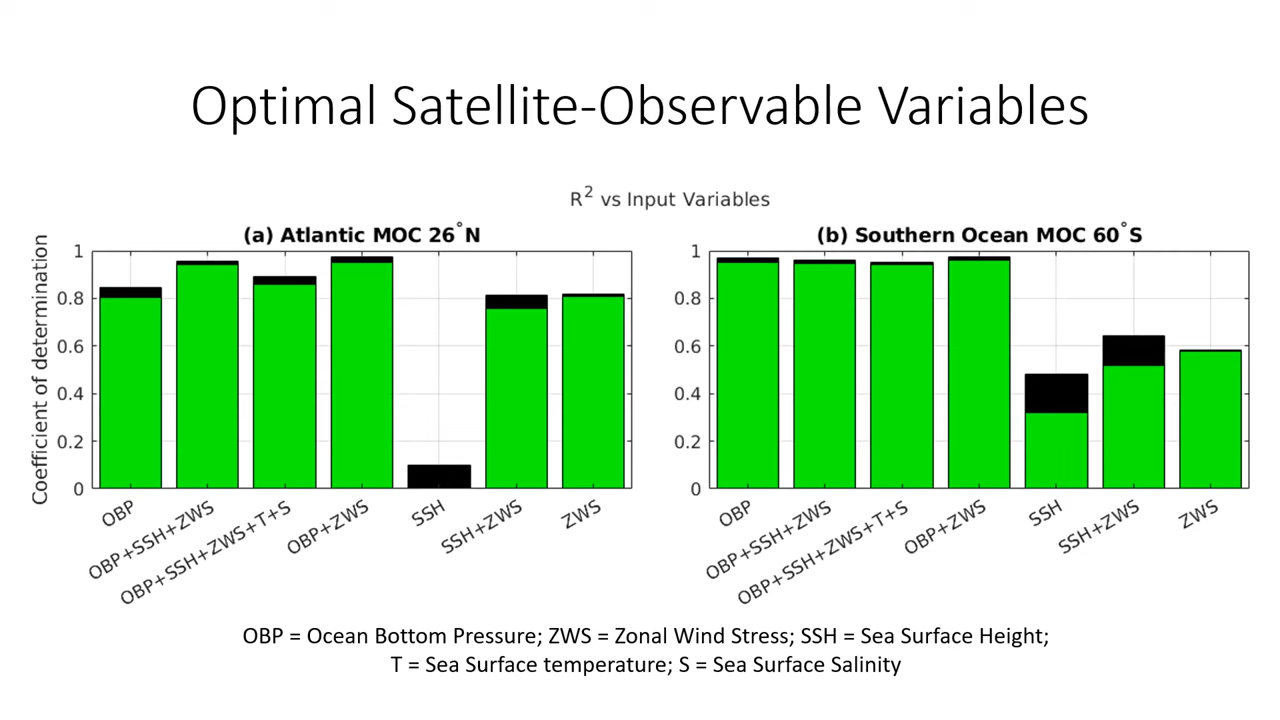 Optimal Satellite-Observable Variables
R² vs Input Variables
(a) Atlantic MOC 26°N
(b) Southern Ocean MOC 60°S
Coefficient of determination
1
0.8
0.6
0.4
0.2
0
OBP
OBP+SSH+ZWS
OBP+SSH+ZWS+T+S
OBP+ZWS
SSH
SSH+ZWS
ZWS
1
0.8
0.6
0.4
0.2
0
OBP
OBP+SSH+ZWS
OBP+SSH+ZWS+T+S
OBP+ZWS
SSH
SSH+ZWS
ZWS
OBP = Ocean Bottom Pressure; ZWS = Zonal Wind Stress; SSH = Sea Surface Height;
T = Sea Surface temperature; S = Sea Surface Salinity